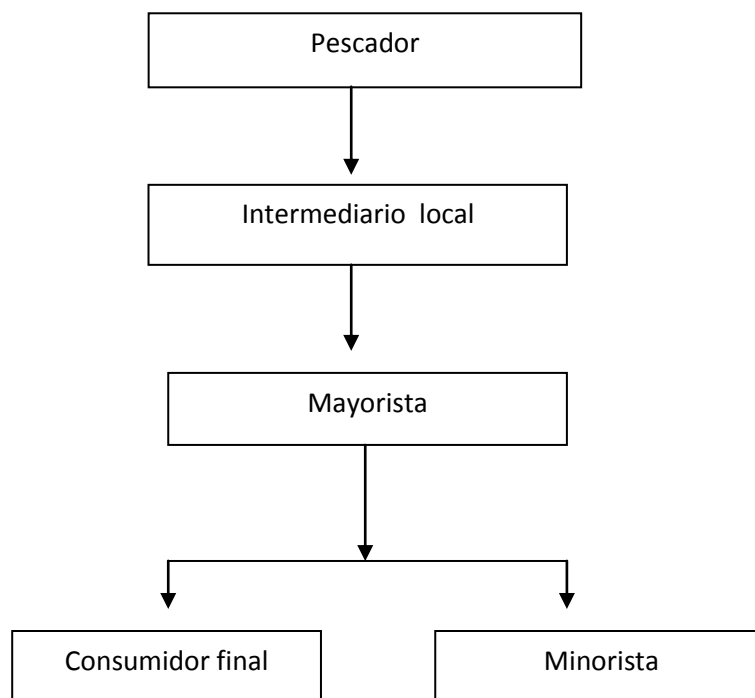 Pescador
Intermediario local
Mayorista
Consumidor final
Minorista